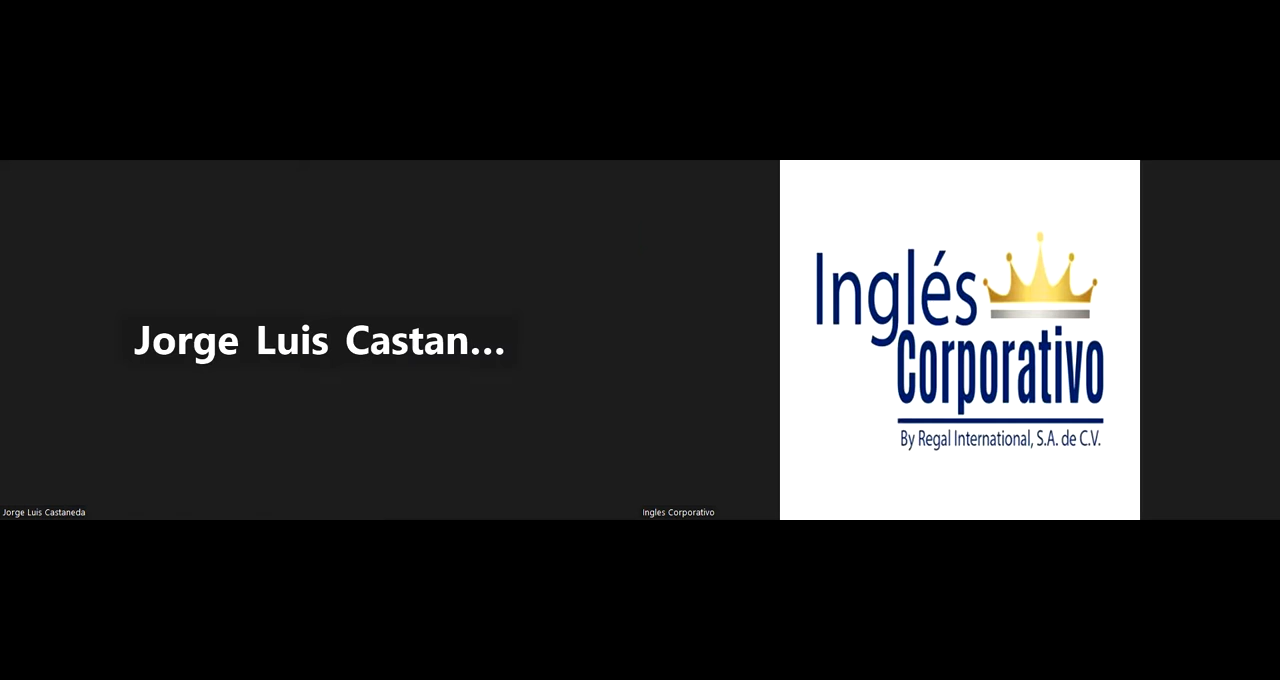 Jorge Luis Castan...
Jorge Luis Castaneda
Inglés
Corporativo
By Regal International, S.A. de C.V.
Ingles Corporativo